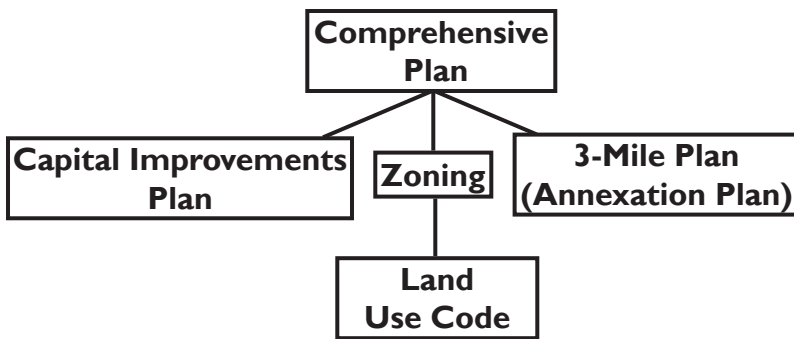 Comprehensive
Plan
Capital Improvements
Plan
Zoning
3-Mile Plan
(Annexation Plan)
Land
Use Code